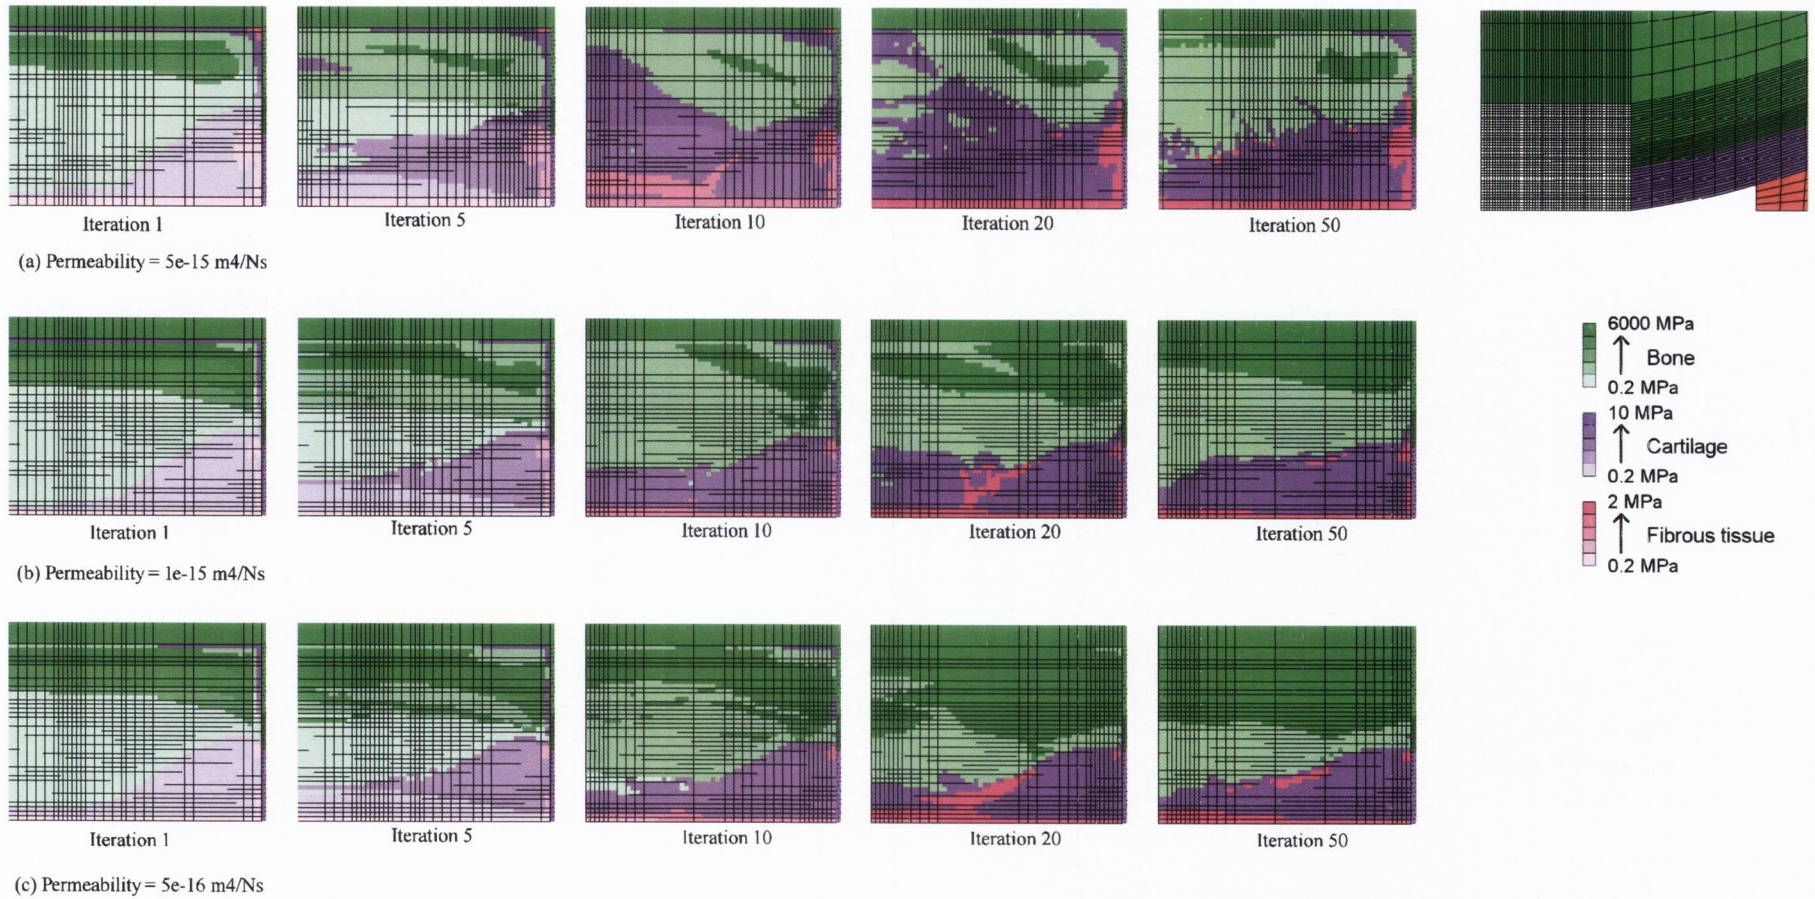 Iteration 1
Iteration 5
Iteration 10
Iteration 20
Iteration 50
(a) Permeability = 5e-15 m4/Ns
6000 MPa
Bone
0.2 MPa
10 MPa
Cartilage
0.2 MPa
2 MPa
Fibrous tissue
0.2 MPa
Iteration 1
Iteration 5
Iteration 10
Iteration 20
Iteration 50
(b) Permeability = 1e-15 m4/Ns
Iteration 1
Iteration 5
Iteration 10
Iteration 20
Iteration 50
(c) Permeability = 5e-16 m4/Ns